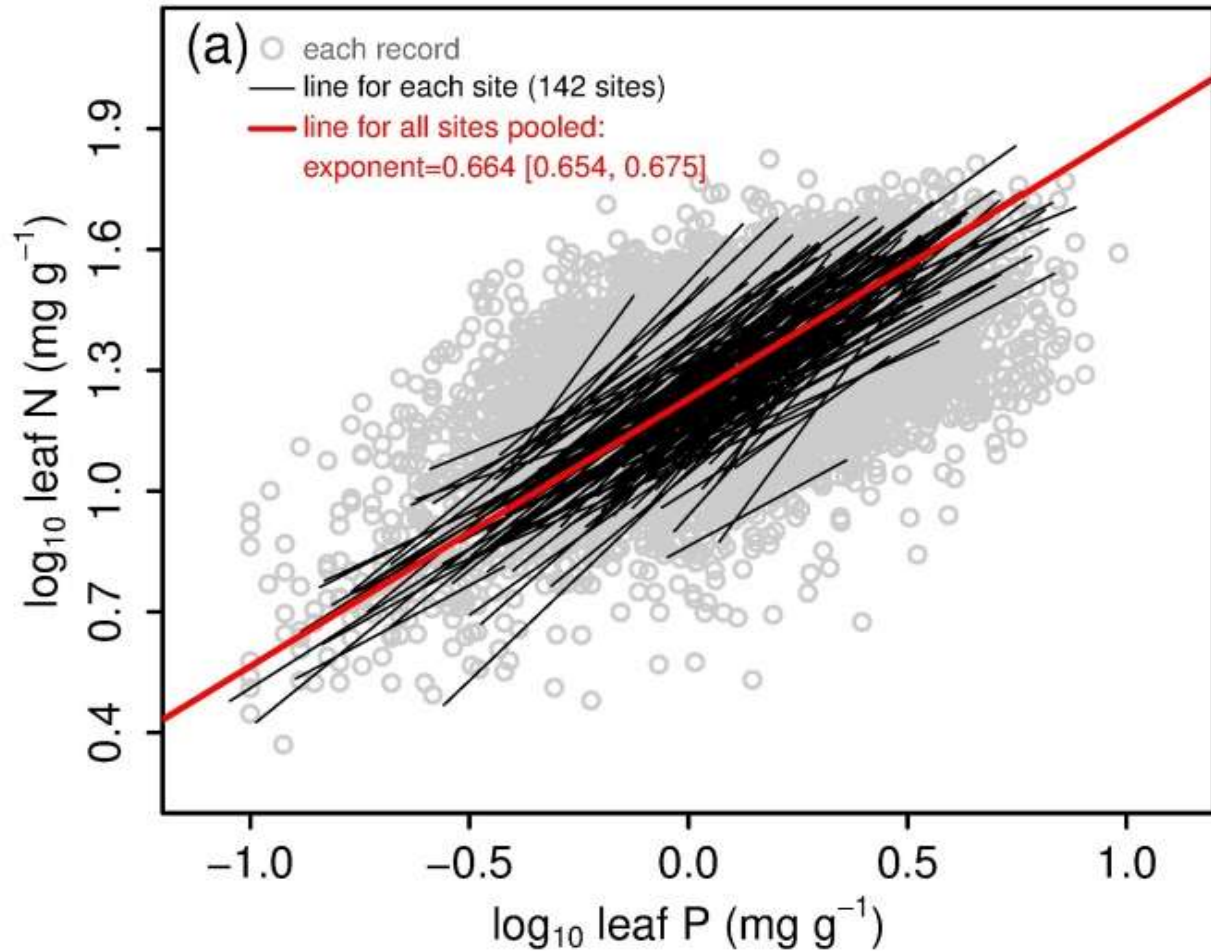 (a) each record
line for each site (142 sites)
line for all sites pooled:
exponent=0.664 [0.654, 0.675]
log₁₀ leaf N (mg g⁻¹)
1.9
1.6
1.3
1.0
0.7
0.4
−1.0 −0.5 0.0 0.5 1.0
log₁₀ leaf P (mg g⁻¹)